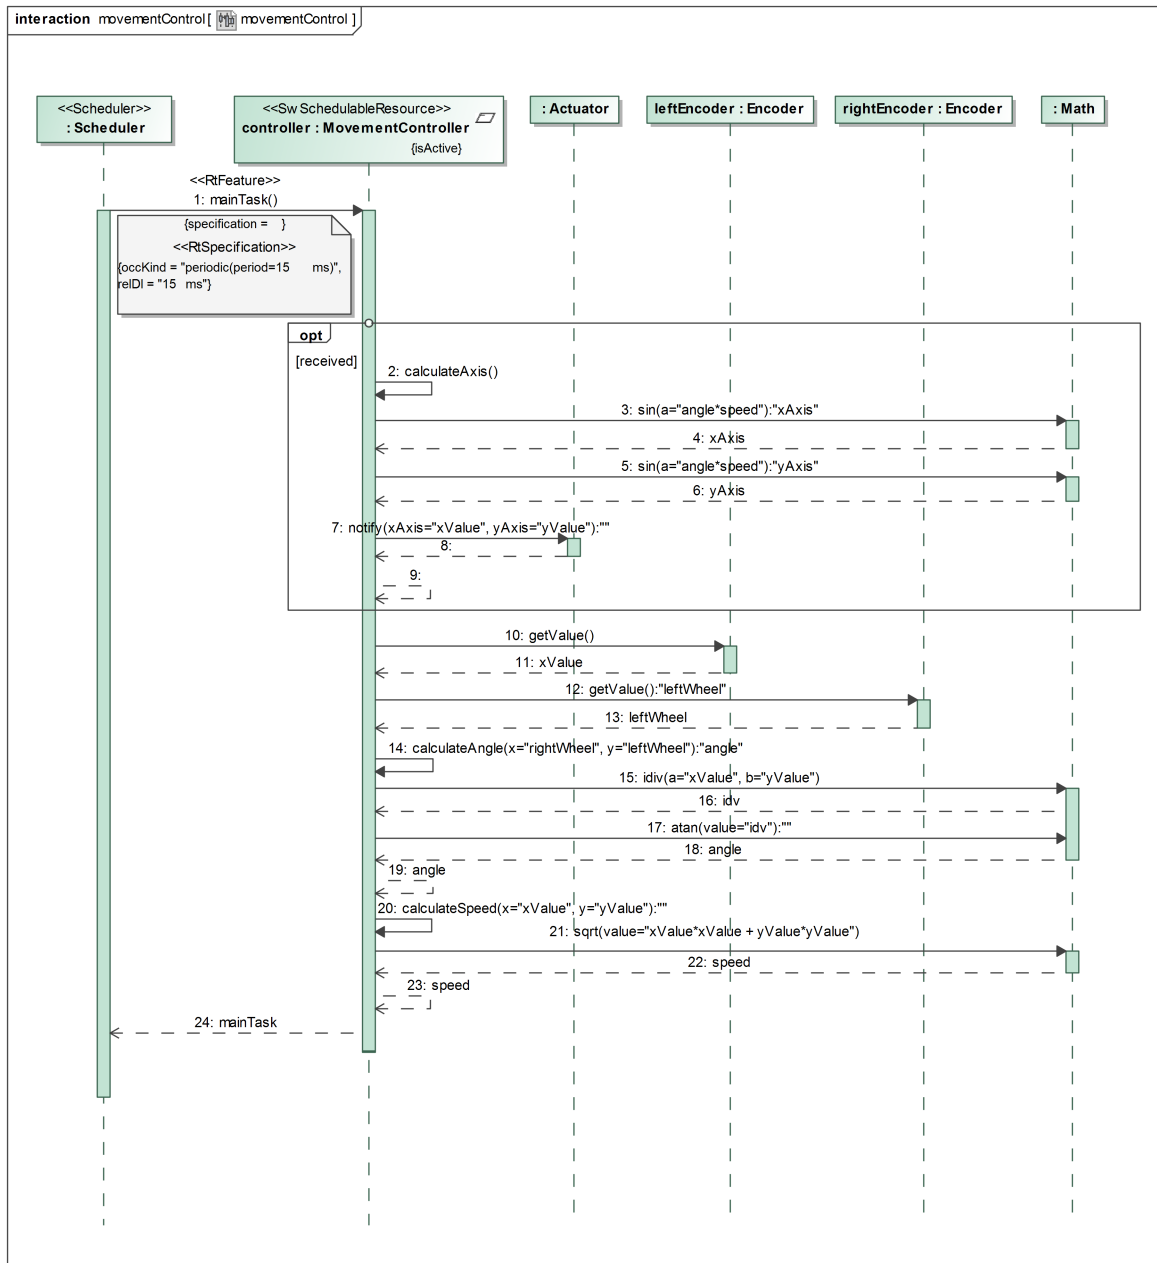 interaction movementControl [ movementControl ]
<<Scheduler>>
: Scheduler
<<SwSchedulableResource>>
controller : MovementController
{isActive}
: Actuator
leftEncoder : Encoder
rightEncoder : Encoder
: Math
<<RtFeature>>
1: mainTask()
{specification = }
<<RtSpecification>>
{occKind = "periodic(period=15 ms)",
relDl = "15 ms"}
opt
[received]
2: calculateAxis()
3: sin(a="angle*speed"):"xAxis"
4: xAxis
5: sin(a="angle*speed"):"yAxis"
6: yAxis
7: notify(xAxis="xValue", yAxis="yValue"):""
8:
9:
10: getValue()
11: xValue
12: getValue():"leftWheel"
13: leftWheel
14: calculateAngle(x="rightWheel", y="leftWheel"):"angle"
15: idiv(a="xValue", b="yValue")
16: idv
17: atan(value="idv"):""
18: angle
19: angle
20: calculateSpeed(x="xValue", y="yValue"):""
21: sqrt(value="xValue*xValue + yValue*yValue")
22: speed
23: speed
24: mainTask